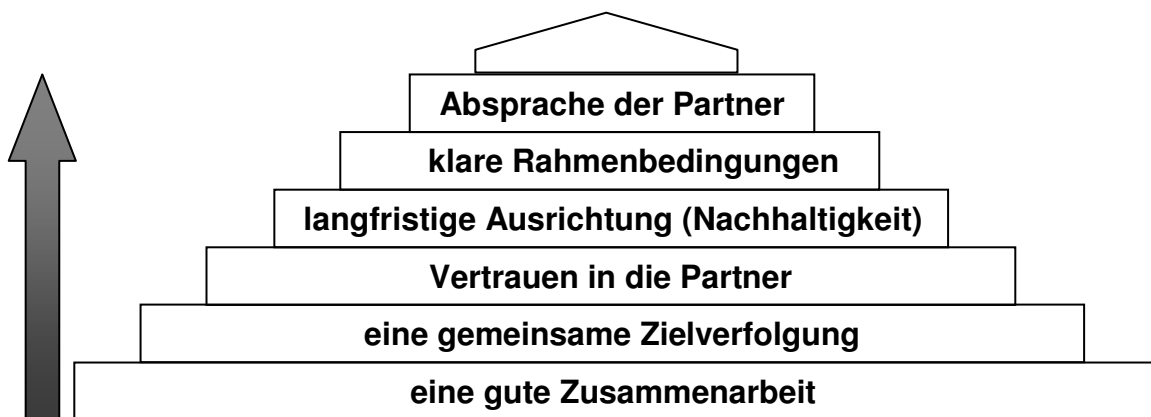 Absprache der Partner
klare Rahmenbedingungen
langfristige Ausrichtung (Nachhaltigkeit)
Vertrauen in die Partner
eine gemeinsame Zielverfolgung
eine gute Zusammenarbeit